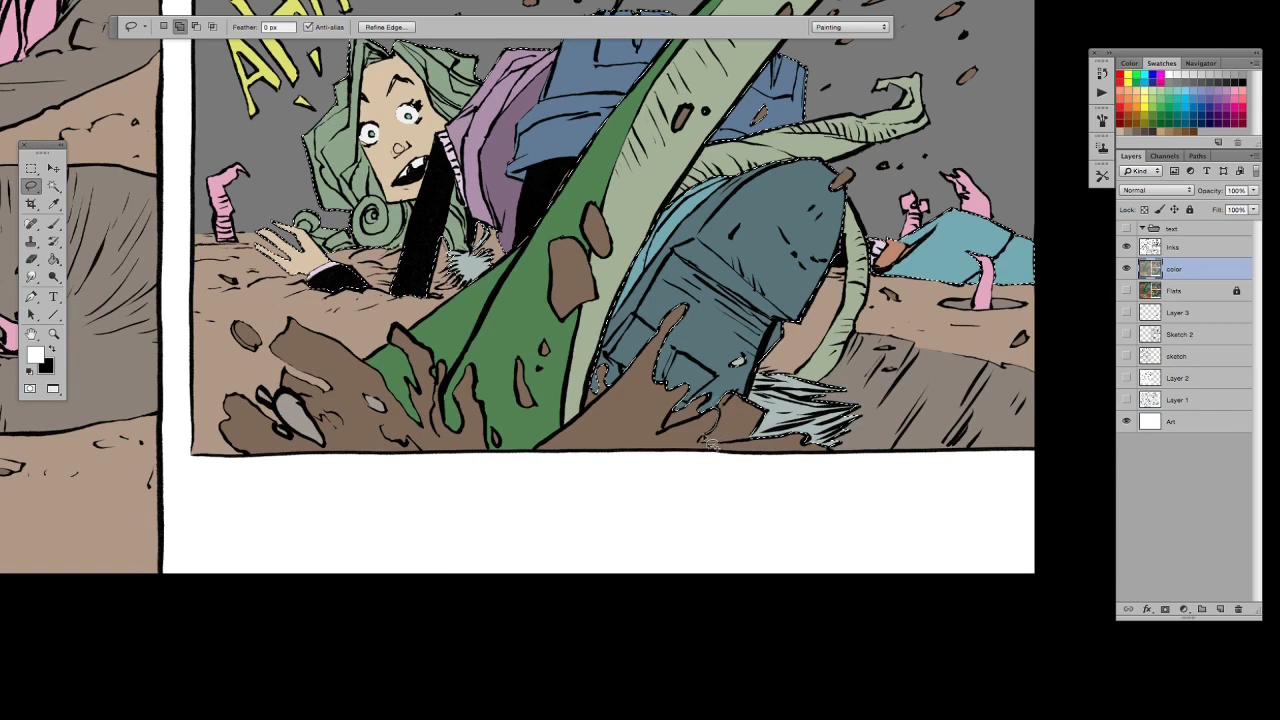 Feather: 0 px Anti-alias Refine Edge... Painting
Color Swatches Navigator
Layers Channels Paths
Kind
Normal Opacity: 100%
Lock: Fill: 100%
text
Inks
color
Flats
Layer 3
Sketch 2
sketch
Layer 2
Layer 1
Art